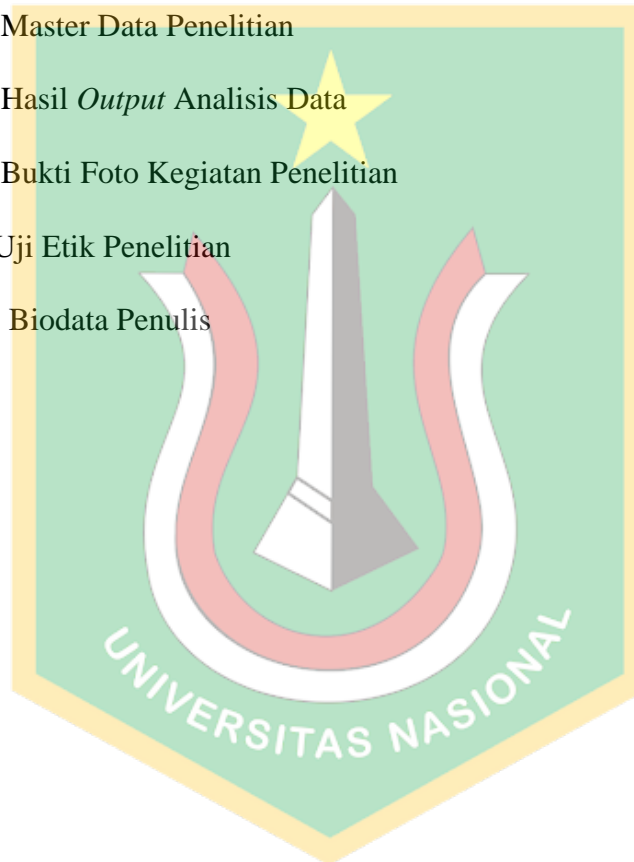 Master Data Penelitian
Hasil Output Analisis Data
Bukti Foto Kegiatan Penelitian
Uji Etik Penelitian
Biodata Penulis
UNIVERSITAS NASIONAL